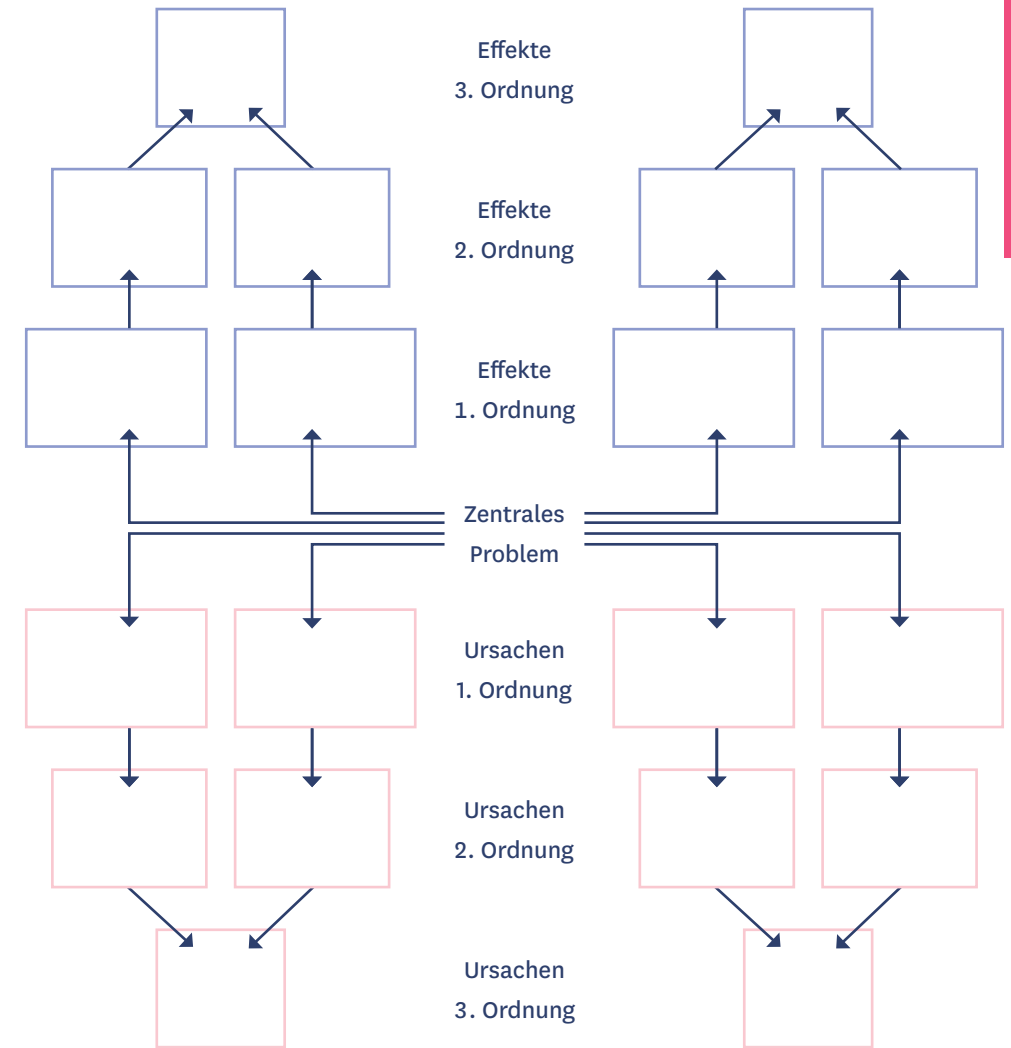 Effekte
3. Ordnung
Effekte
2. Ordnung
Effekte
1. Ordnung
Zentrales
Problem
Ursachen
1. Ordnung
Ursachen
2. Ordnung
Ursachen
3. Ordnung